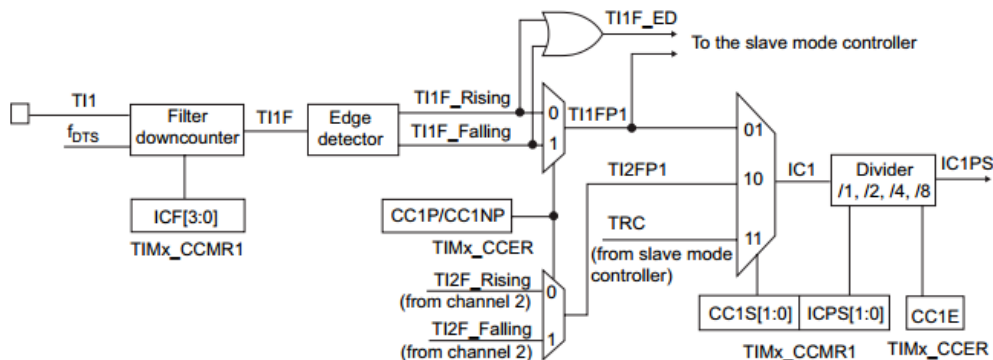 TI1F_ED
To the slave mode controller
TI1
f_DTS
Filter
downcounter
TI1F
Edge
detector
TI1F_Rising
TI1F_Falling
0
1
TI1FP1
01
TI2FP1
10
TRC
(from slave mode
controller)
11
IC1
Divider
/1, /2, /4, /8
IC1PS
ICF[3:0]
TIMx_CCMR1
CC1P/CC1NP
TIMx_CCER
TI2F_Rising
(from channel 2)
0
TI2F_Falling
(from channel 2)
1
CC1S[1:0]
ICPS[1:0]
CC1E
TIMx_CCMR1
TIMx_CCER